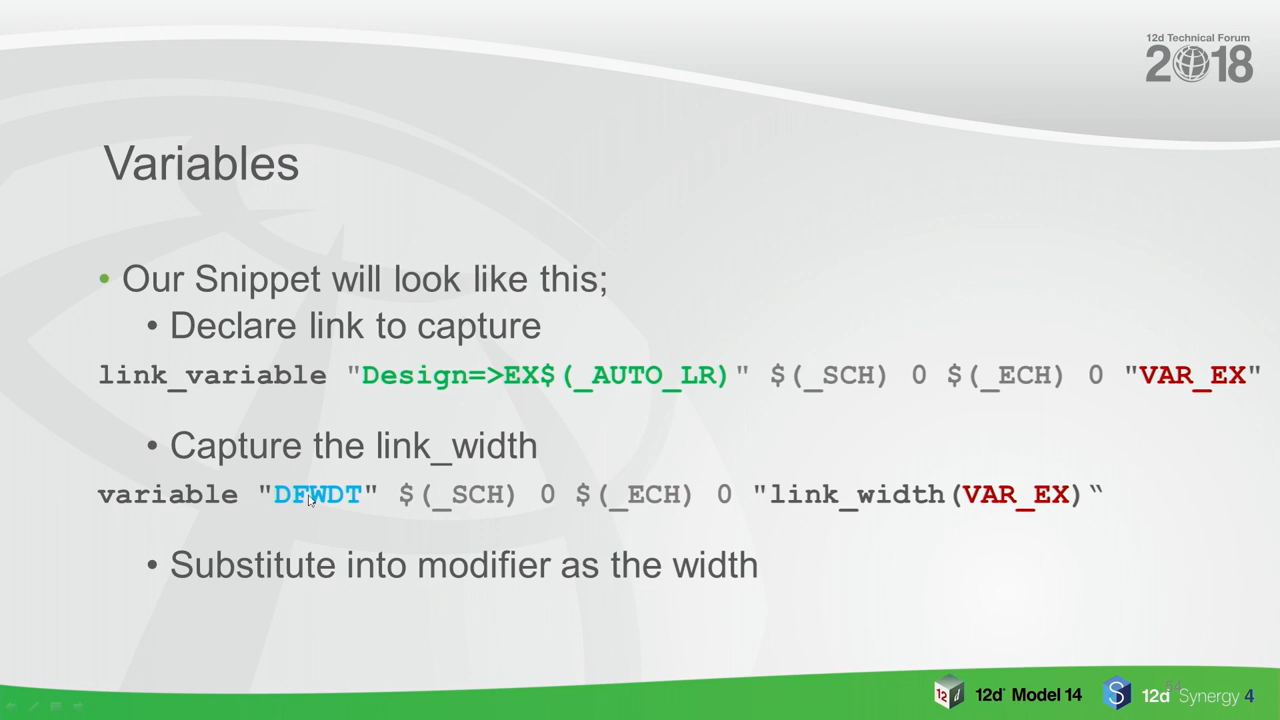 12d Technical Forum
2018
Variables
• Our Snippet will look like this;
• Declare link to capture
link_variable "Design=>EX$(_AUTO_LR)" $(_SCH) 0 $(_ECH) 0 "VAR_EX"
• Capture the link_width
variable "DFWDT" $(_SCH) 0 $(_ECH) 0 "link_width(VAR_EX)“
• Substitute into modifier as the width
12d® Model 14 12d Synergy 4